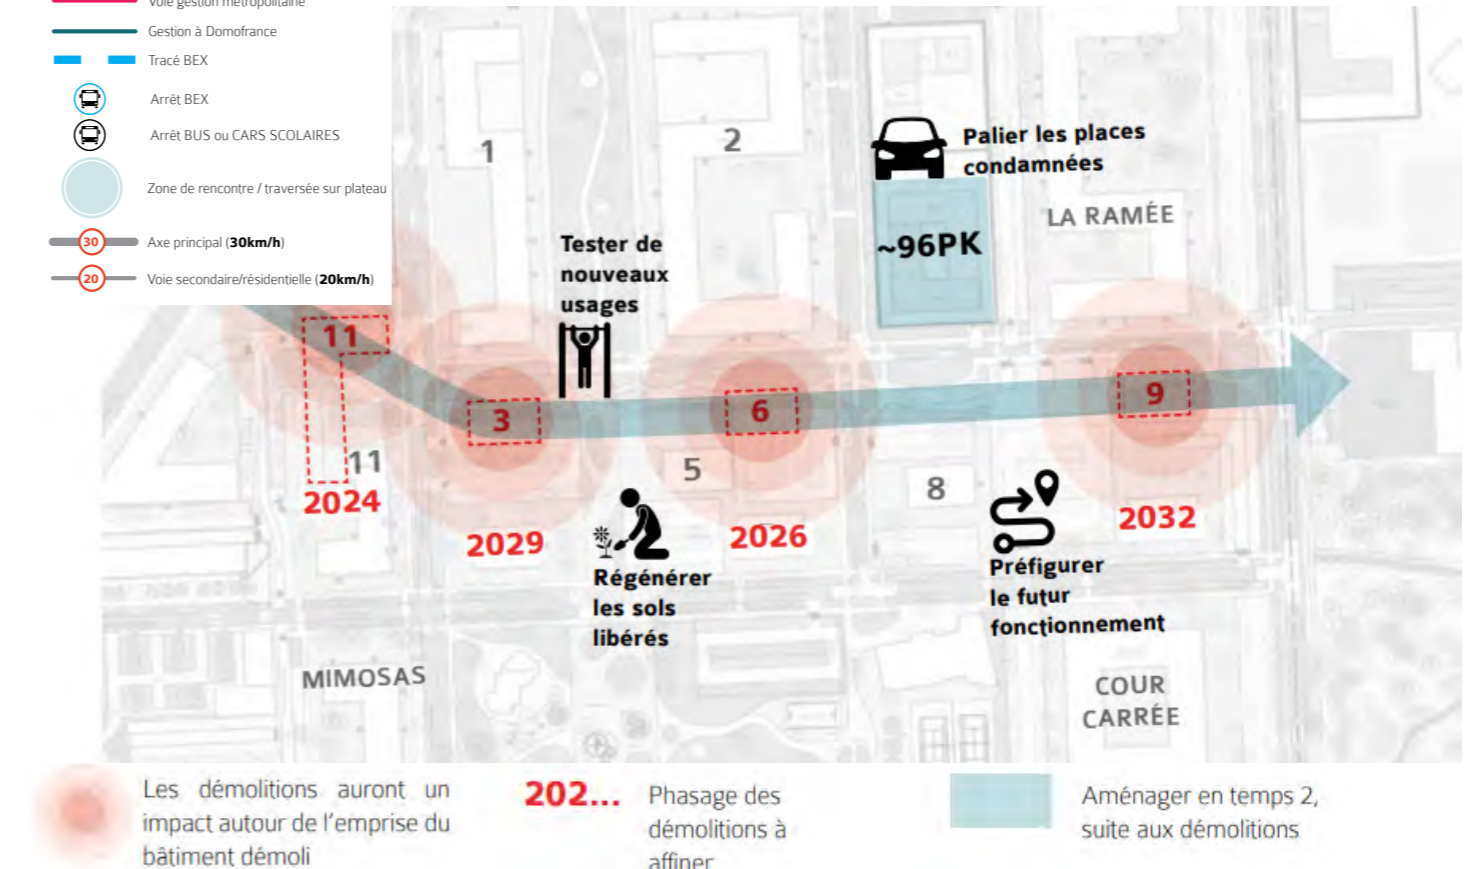 Voie gestion métropolitaine
Gestion à Domofrance
Tracé BEX
Arrêt BEX
Arrêt BUS ou CARS SCOLAIRES
Zone de rencontre / traversée sur plateau
30
Axe principal (30km/h)
20
Voie secondaire/résidentielle (20km/h)
1
2
Palier les places
condamnées
LA RAMÉE
~96PK
Tester de
nouveaux
usages
11
3
6
9
11
5
8
2024
2029
2026
2032
Régénérer
les sols
libérés
Préfigurer
le futur
fonctionnement
MIMOSAS
COUR
CARRÉE
Les démolitions auront un
impact autour de l'emprise du
bâtiment démoli
202...
Phasage des
démolitions à
affiner
Aménager en temps 2,
suite aux démolitions